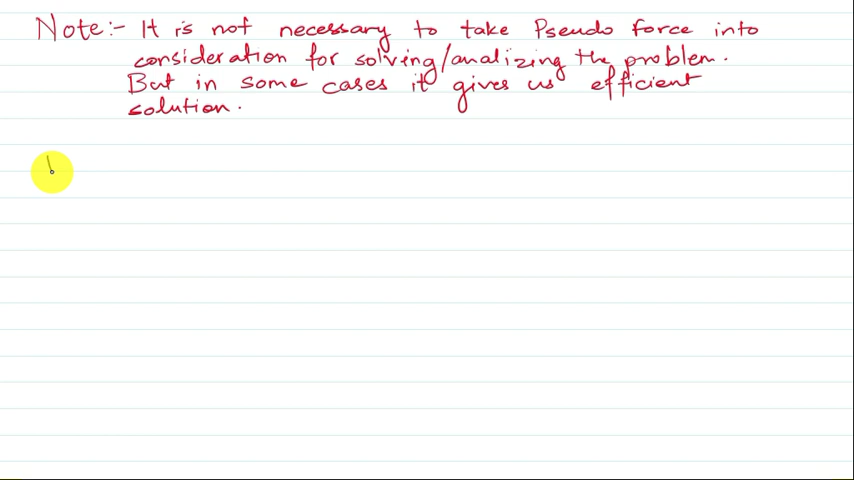 Note:- It is not necessary to take Pseudo force into
consideration for solving/analizing the problem.
But in some cases it gives us efficient
solution.